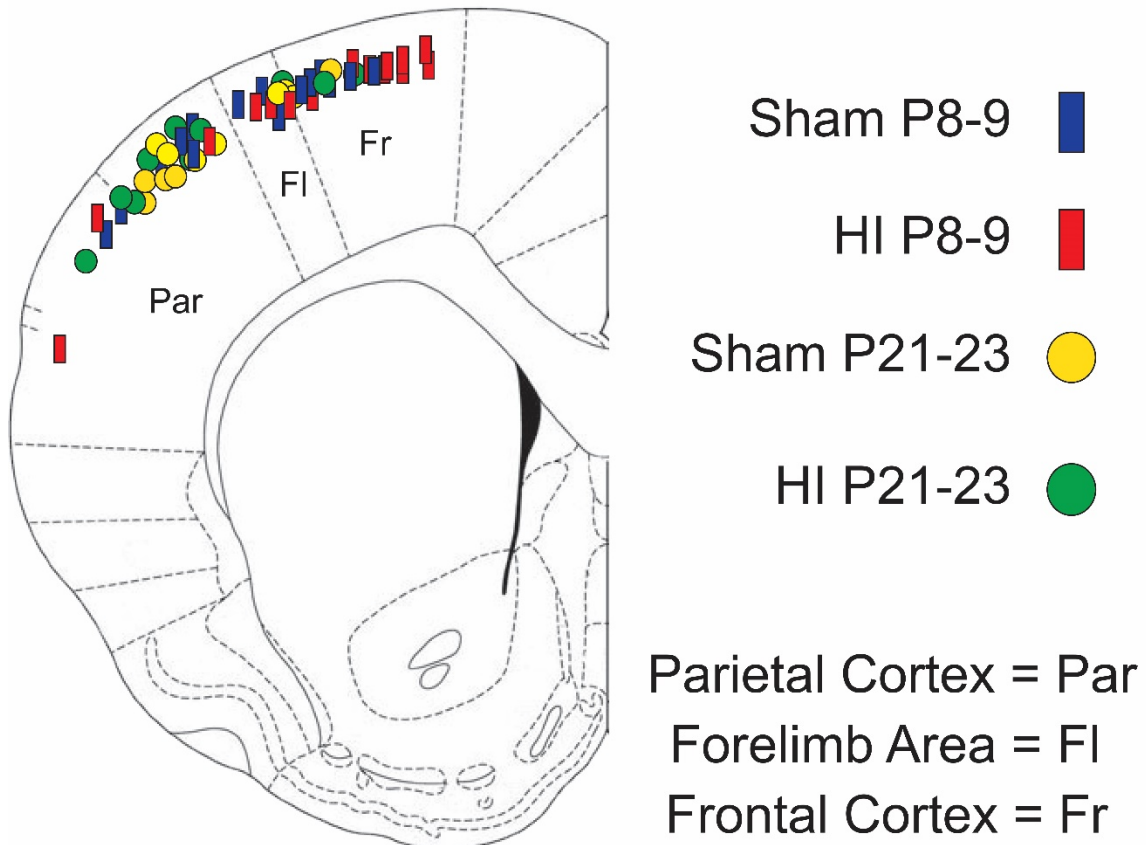 Fr
Fl
Par
Sham P8-9
HI P8-9
Sham P21-23
HI P21-23
Parietal Cortex = Par
Forelimb Area = Fl
Frontal Cortex = Fr